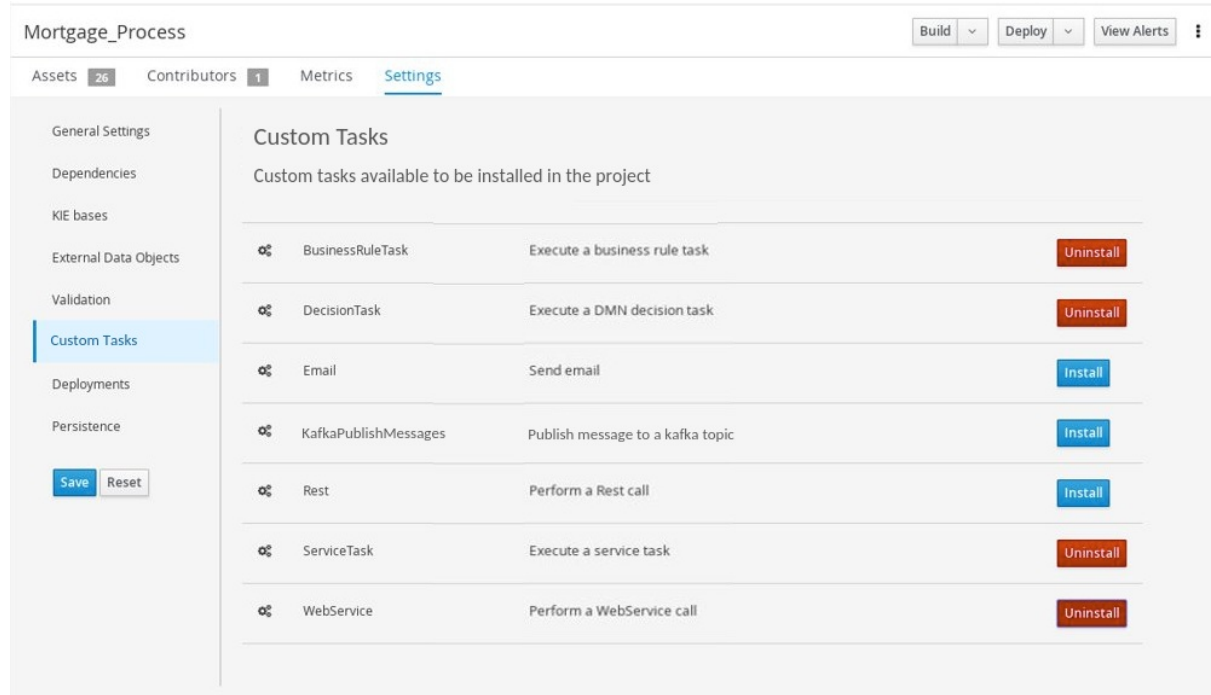 Mortgage_Process
Build
Deploy
View Alerts
Assets 26 Contributors 1 Metrics Settings
General Settings
Dependencies
KIE bases
External Data Objects
Validation
Custom Tasks
Deployments
Persistence
Save Reset
Custom Tasks
Custom tasks available to be installed in the project
BusinessRuleTask Execute a business rule task Uninstall
DecisionTask Execute a DMN decision task Uninstall
Email Send email Install
KafkaPublishMessages Publish message to a kafka topic Install
Rest Perform a Rest call Install
ServiceTask Execute a service task Uninstall
WebService Perform a WebService call Uninstall